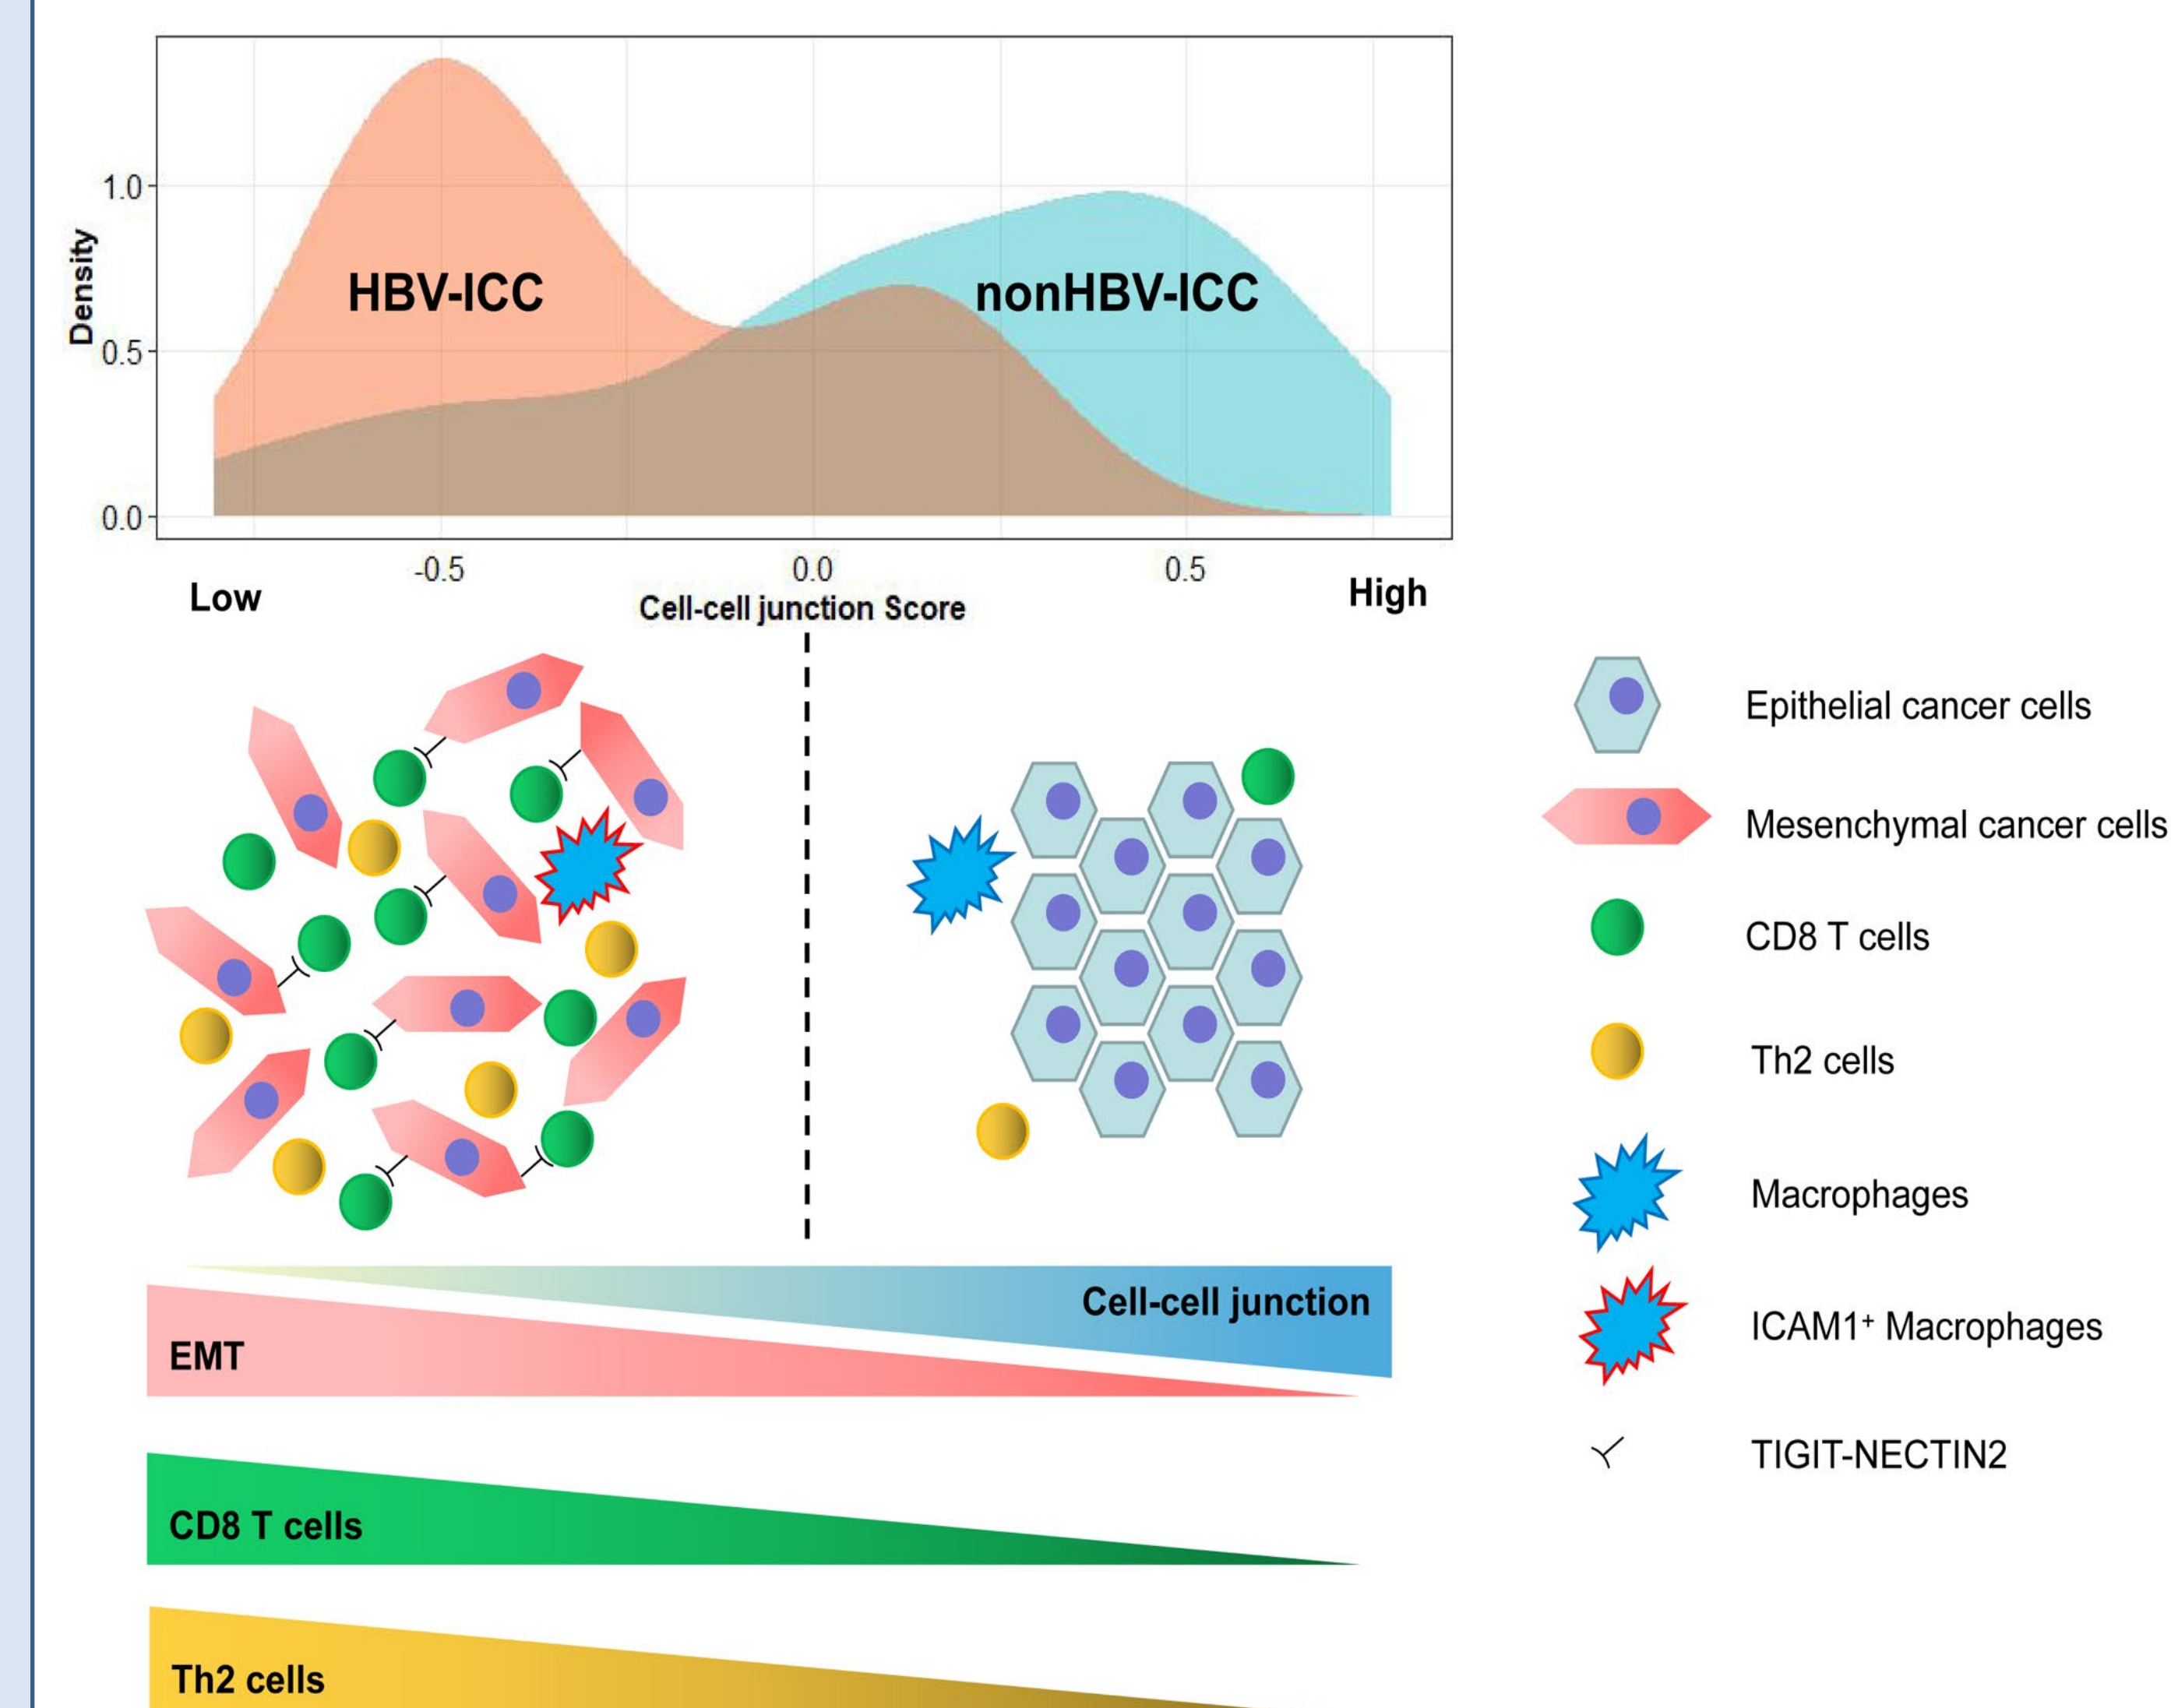 1.0
0.5
0.0
Density
HBV-ICC
nonHBV-ICC
-0.5
0.0
0.5
Low
Cell-cell junction Score
High
Epithelial cancer cells
Mesenchymal cancer cells
CD8 T cells
Th2 cells
Macrophages
ICAM1⁺ Macrophages
TIGIT-NECTIN2
Cell-cell junction
EMT
CD8 T cells
Th2 cells